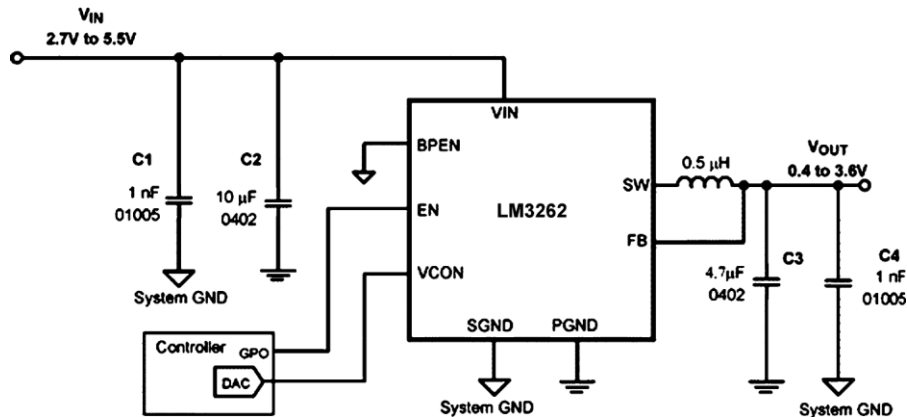 VIN
2.7V to 5.5V
C1
1 nF
01005
C2
10 μF
0402
System GND
VIN
BPEN
EN
VCON
LM3262
SW
FB
SGND
PGND
0.5 μH
VOUT
0.4 to 3.6V
C3
4.7μF
0402
C4
1 nF
01005
Controller
GPO
DAC
System GND
System GND